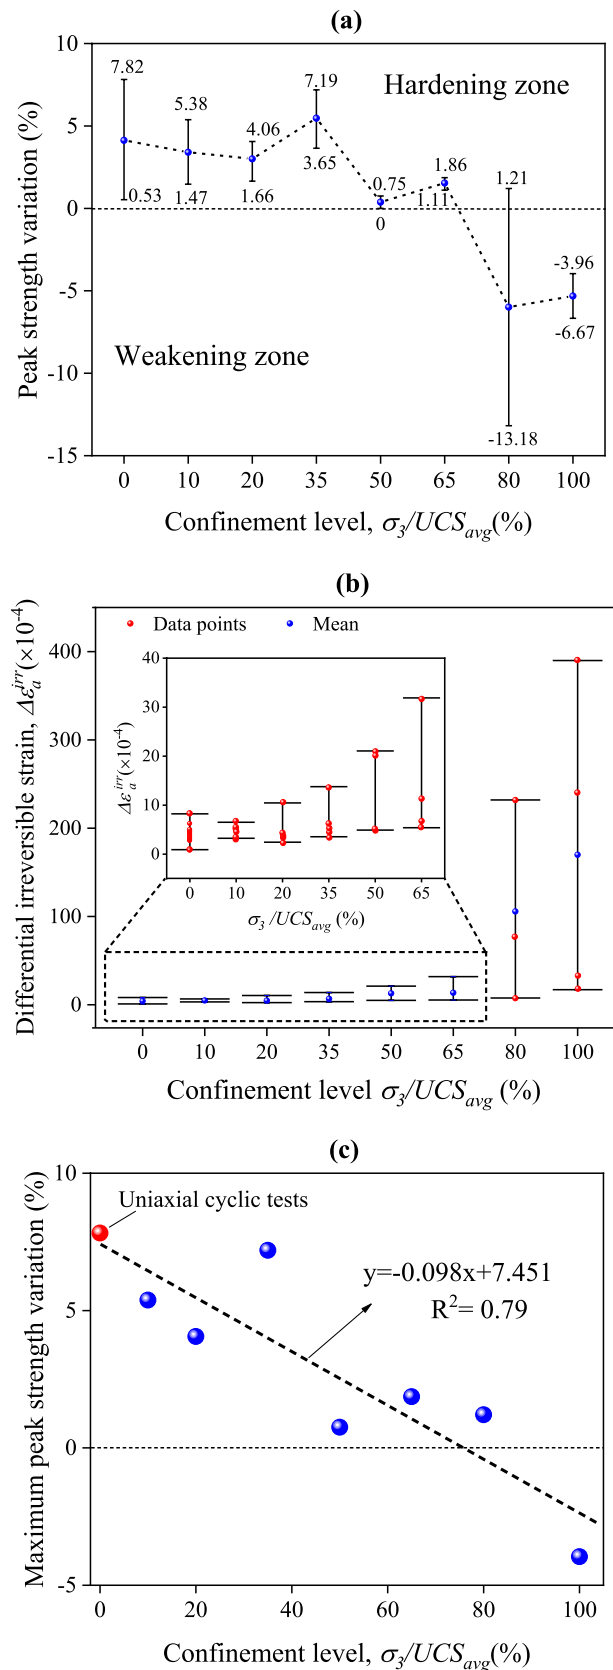 (a)
Peak strength variation (%)
10
5
0
-5
-10
-15
7.82
5.38
4.06
7.19
Hardening zone
0.53
1.47
1.66
3.65
0.75
0
1.86
1.11
1.21
-3.96
-6.67
-13.18
Weakening zone
0 10 20 35 50 65 80 100
Confinement level, σ₃/UCSₐᵥg(%)
(b)
Differential irreversible strain, Δεₐⁱʳʳ(×10⁻⁴)
Data points Mean
400
300
200
100
0
Δεₐⁱʳʳ(×10⁻⁴)
40
30
20
10
0
0 10 20 35 50 65
σ₃ /UCSₐᵥg (%)
0 10 20 35 50 65 80 100
Confinement level σ₃/UCSₐᵥg (%)
(c)
Maximum peak strength variation (%)
10
5
0
-5
Uniaxial cyclic tests
y=-0.098x+7.451
R²= 0.79
0 20 40 60 80 100
Confinement level, σ₃/UCSₐᵥg(%)